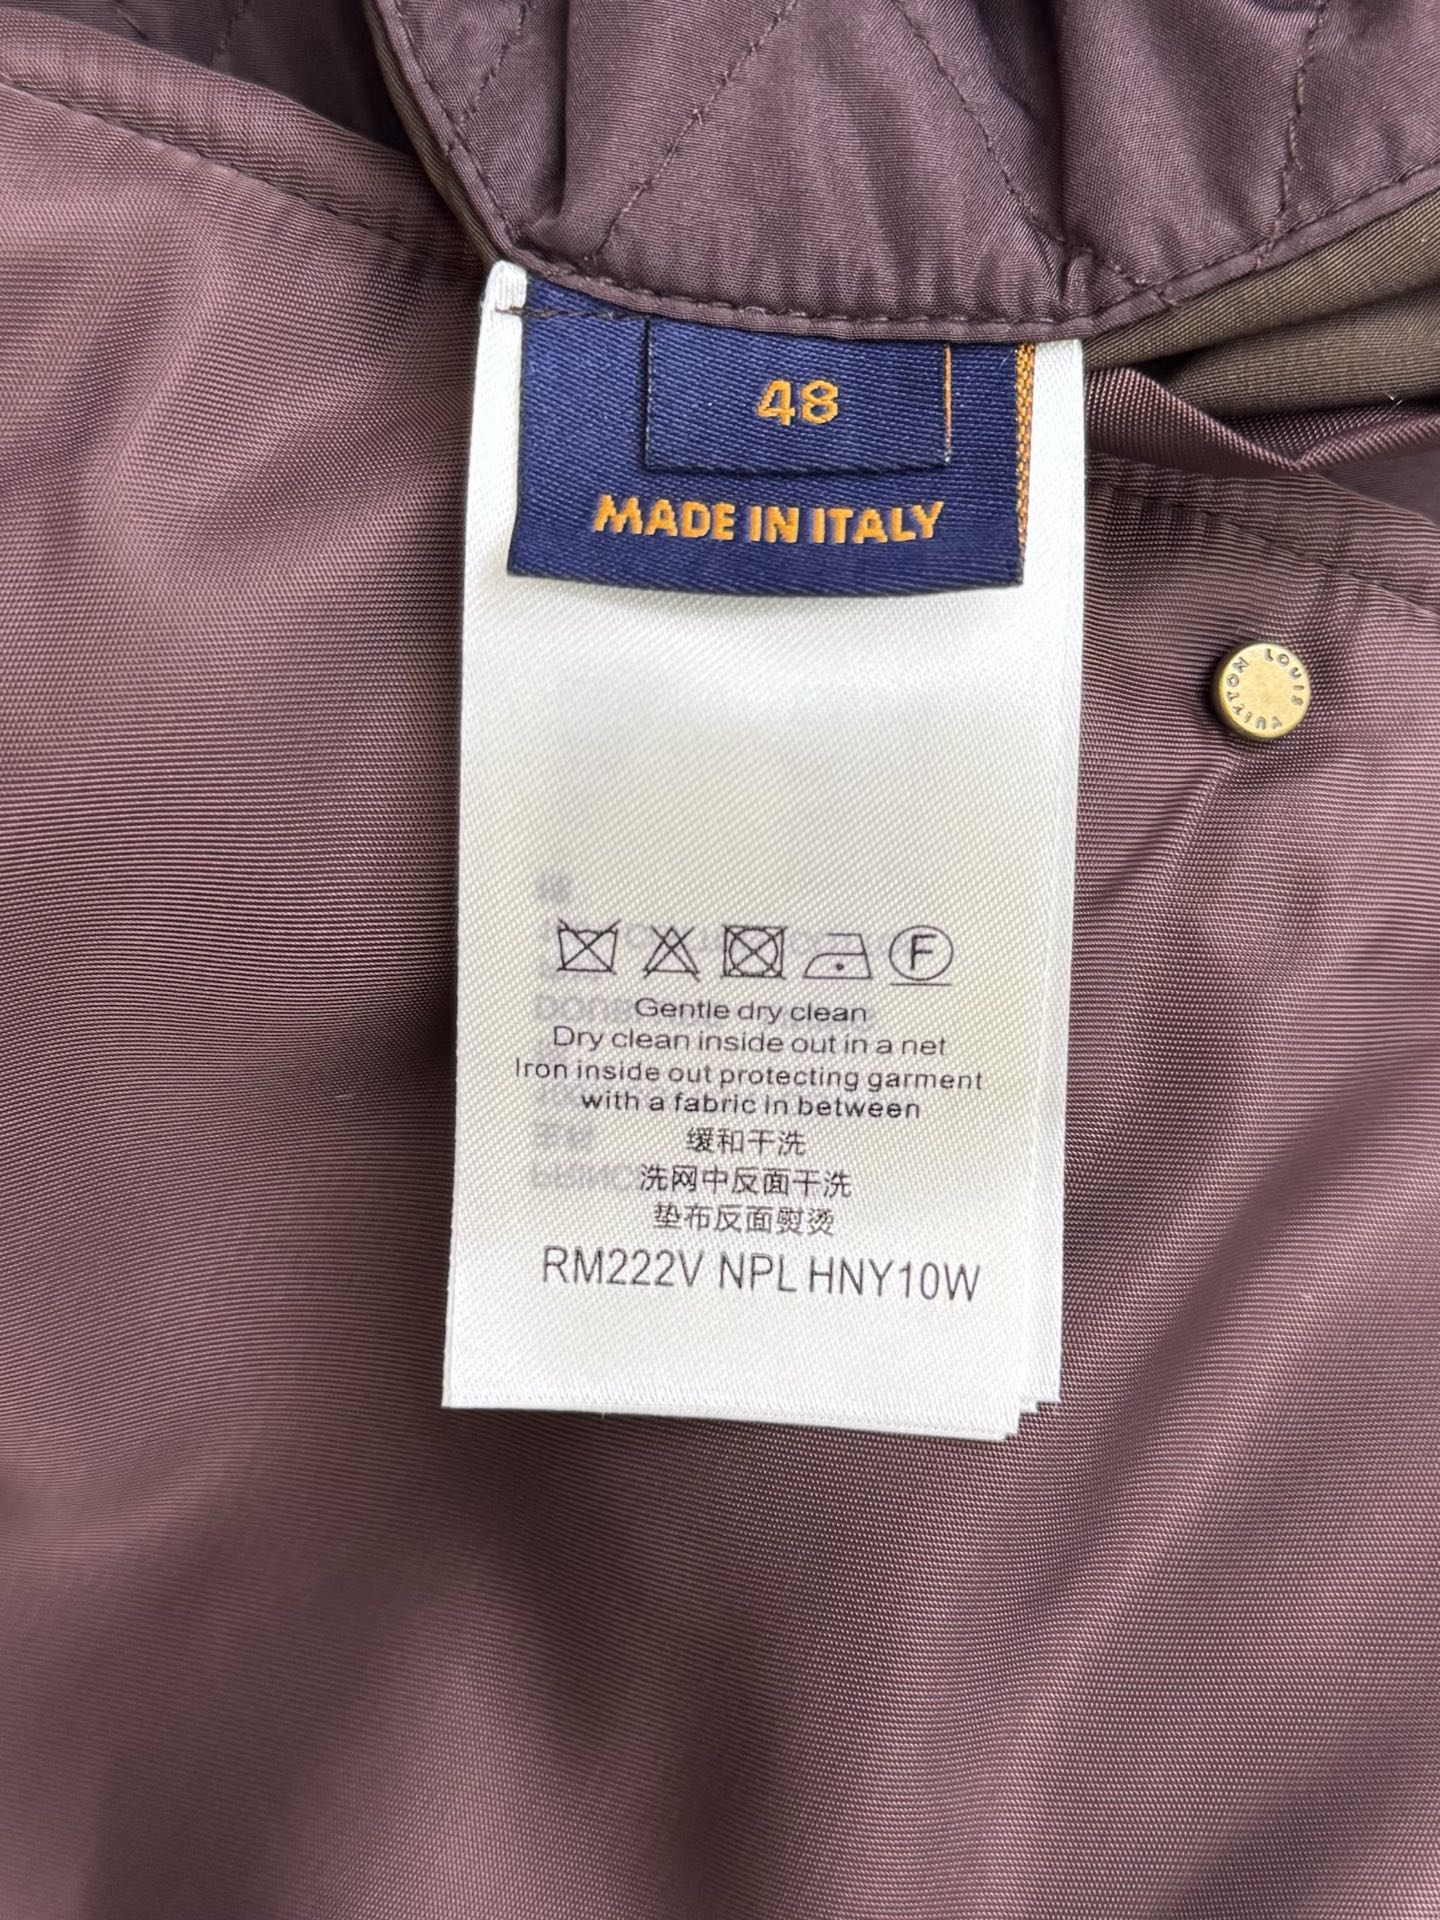 48
MADE IN ITALY
LOUIS VUITTON
F
Gentle dry clean
Dry clean inside out in a net
Iron inside out protecting garment
with a fabric in between
缓和干洗
洗网中反面干洗
垫布反面熨烫
RM222V NPL HNY10W